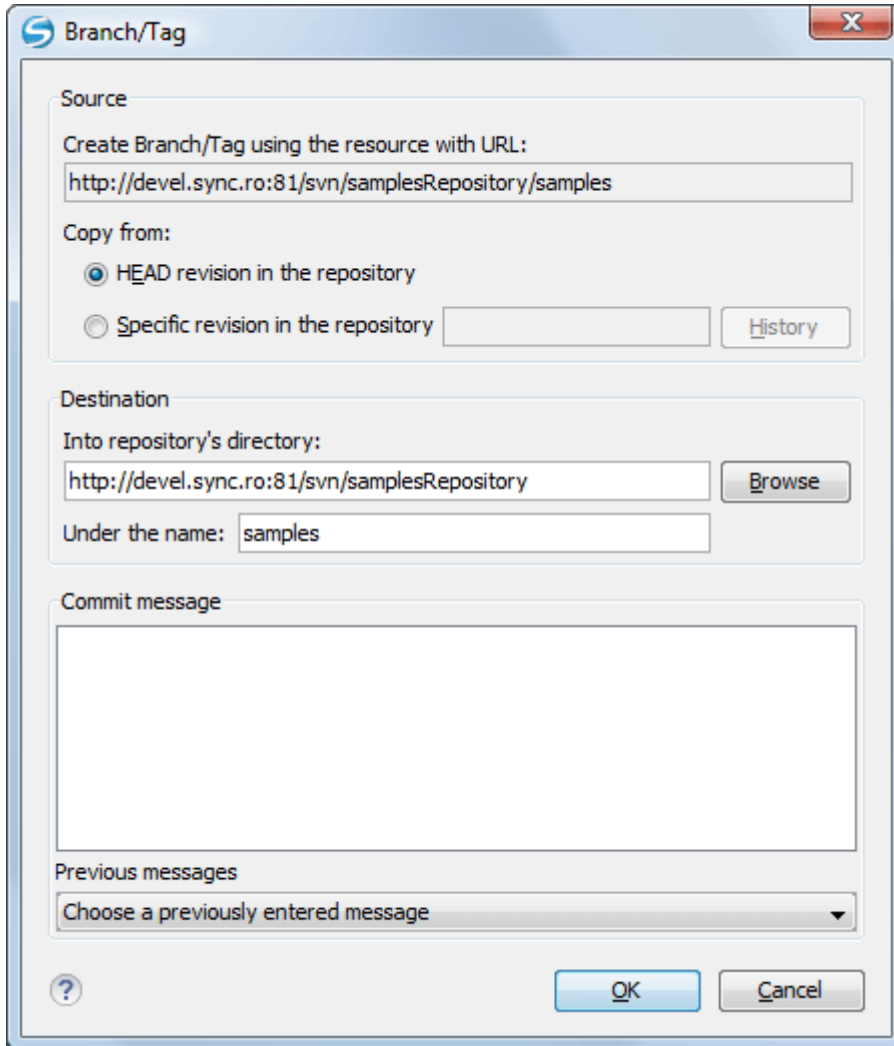 Branch/Tag
Source
Create Branch/Tag using the resource with URL:
http://devel.sync.ro:81/svn/samplesRepository/samples
Copy from:
HEAD revision in the repository
Specific revision in the repository History
Destination
Into repository's directory:
http://devel.sync.ro:81/svn/samplesRepository Browse
Under the name: samples
Commit message
Previous messages
Choose a previously entered message
? OK Cancel